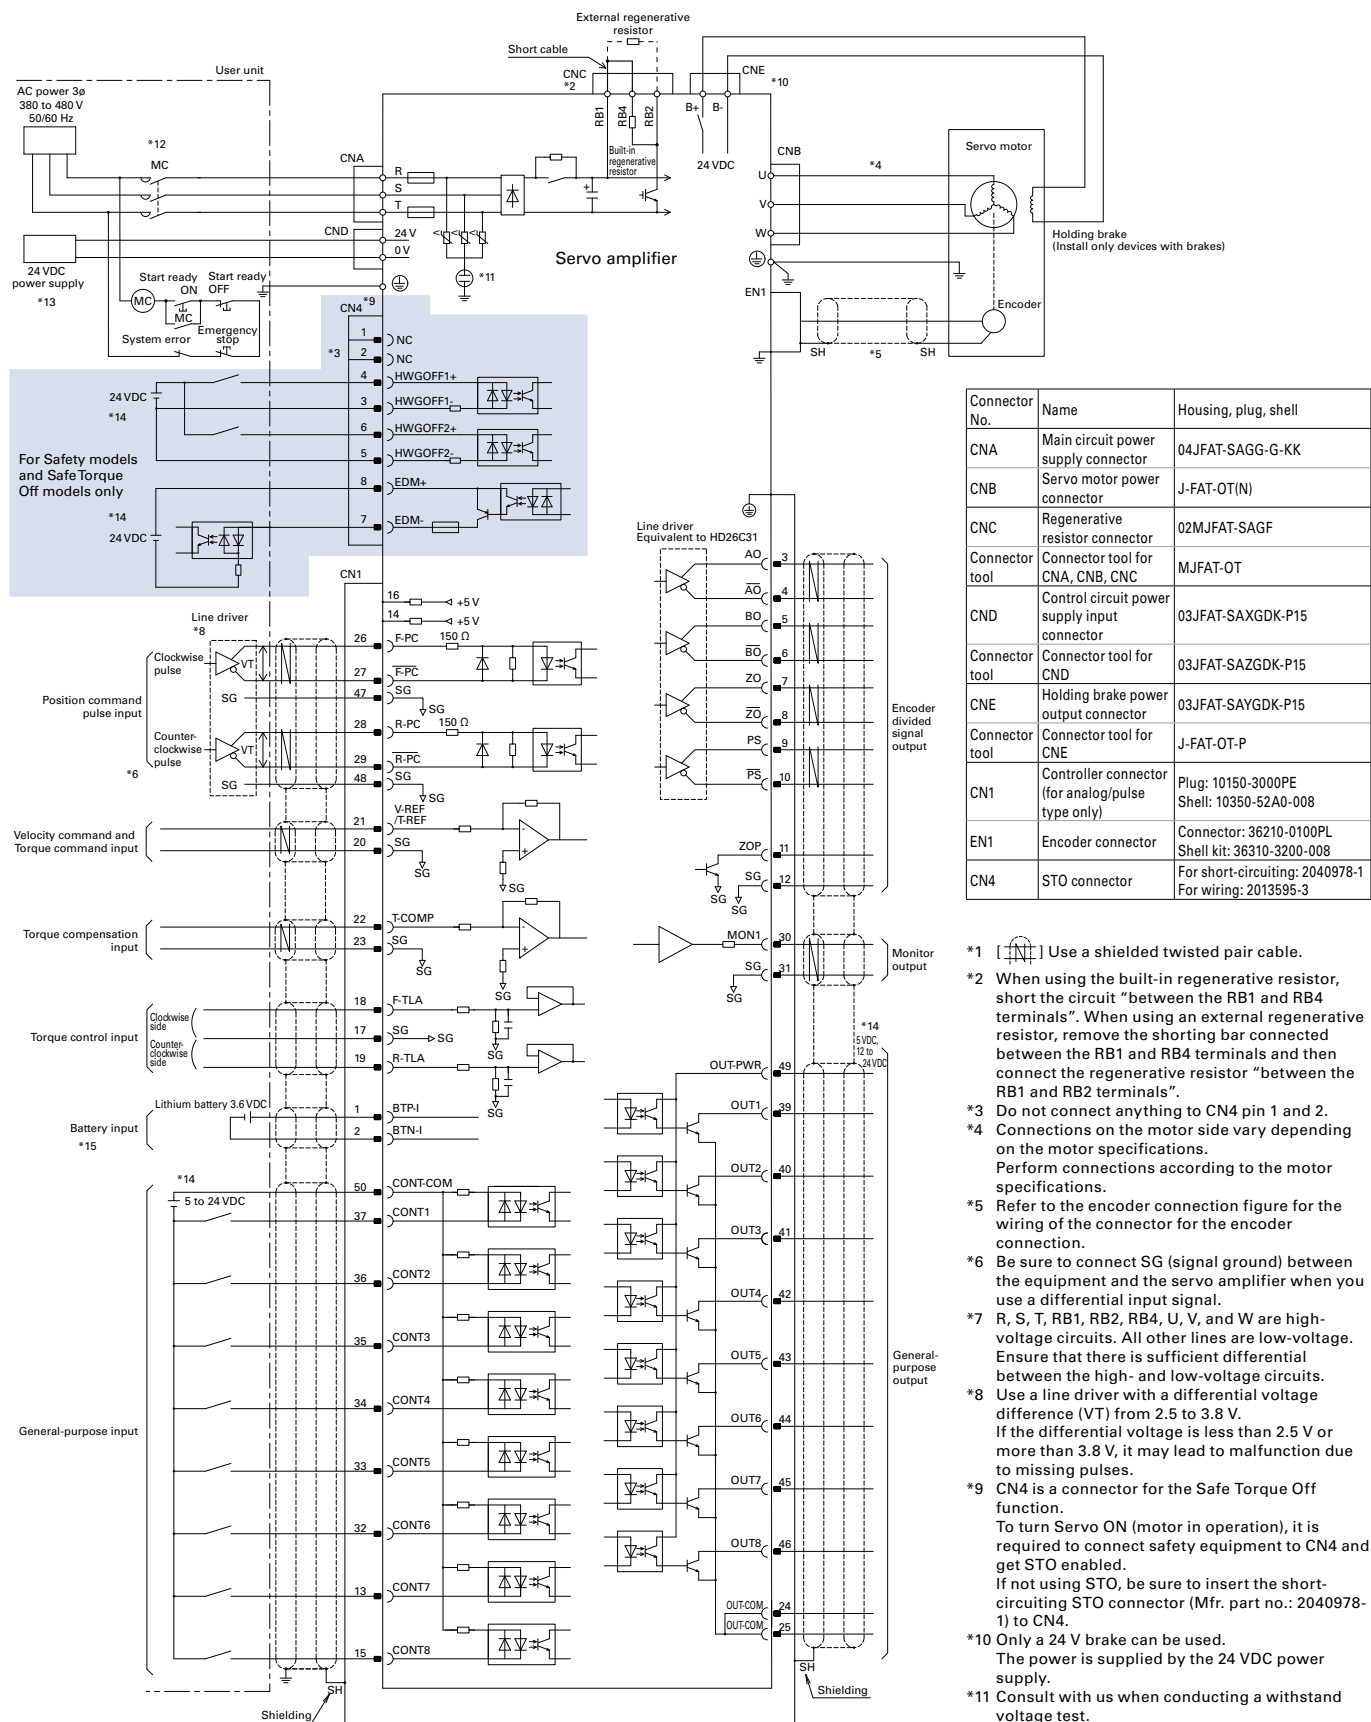 External regenerative
resistor
Short cable
User unit
CNC
*2
CNE
*10
AC power 3ø
380 to 480 V
50/60 Hz
RB1
RB4
RB2
B+
B-
Servo motor
*12
MC
CNA
Built-in
regenerative
resistor
24 VDC
CNB
*4
R
S
T
U
V
W
CND
24 V
0 V
Servo amplifier
Holding brake
(Install only devices with brakes)
24 VDC
power supply
*13
Start ready
ON
Start ready
OFF
*11
MC
MC
System error
Emergency
stop
EN1
Encoder
SH
*5
SH
CN4
*9
*3
1
NC
2
NC
4
HWGOFF1+
24 VDC
*14
3
HWGOFF1-
6
HWGOFF2+
5
HWGOFF2-
For Safety models
and Safe Torque
Off models only
8
EDM+
*14
24 VDC
7
EDM-
CN1
16
+5 V
14
+5 V
Line driver
*8
Position command
pulse input
*6
Clockwise
pulse
VT
SG
26
F-PC
150 Ω
27
F-PC
47
SG
SG
Counter-
clockwise
pulse
VT
SG
28
R-PC
150 Ω
29
R-PC
48
SG
SG
Velocity command and
Torque command input
21
V-REF
/T-REF
20
SG
SG
-
+
SG
Torque compensation
input
22
T-COMP
23
SG
SG
-
+
SG
Torque control input
Clockwise
side
Counter-
clockwise
side
18
F-TLA
SG
17
SG
SG
19
R-TLA
SG
Battery input
*15
Lithium battery 3.6 VDC
1
BTP-I
2
BTN-I
General-purpose input
*14
5 to 24 VDC
50
CONT-COM
37
CONT1
36
CONT2
35
CONT3
34
CONT4
33
CONT5
32
CONT6
13
CONT7
15
CONT8
SH
Shielding
Line driver
Equivalent to HD26C31
AO
3
AO
4
BO
5
BO
6
ZO
7
ZO
8
PS
9
PS
10
Encoder
divided
signal
output
ZOP
11
SG
SG
12
SG
MON1
30
SG
31
SG
Monitor
output
*14
5 VDC,
12 to
24 VDC
OUT-PWR
49
OUT1
39
OUT2
40
OUT3
41
OUT4
42
OUT5
43
OUT6
44
OUT7
45
OUT8
46
OUT-COM
24
OUT-COM
25
General-
purpose
output
SH
Shielding
Connector No. Name Housing, plug, shell
CNA Main circuit power supply connector 04JFAT-SAGG-G-KK
CNB Servo motor power connector J-FAT-OT(N)
CNC Regenerative resistor connector 02MJFAT-SAGF
Connector tool Connector tool for CNA, CNB, CNC MJFAT-OT
CND Control circuit power supply input connector 03JFAT-SAXGDK-P15
Connector tool Connector tool for CND 03JFAT-SAZGDK-P15
CNE Holding brake power output connector 03JFAT-SAYGDK-P15
Connector tool Connector tool for CNE J-FAT-OT-P
CN1 Controller connector (for analog/pulse type only) Plug: 10150-3000PE Shell: 10350-52A0-008
EN1 Encoder connector Connector: 36210-0100PL Shell kit: 36310-3200-008
CN4 STO connector For short-circuiting: 2040978-1 For wiring: 2013595-3
*1 [ ] Use a shielded twisted pair cable.
*2 When using the built-in regenerative resistor,
short the circuit “between the RB1 and RB4
terminals”. When using an external regenerative
resistor, remove the shorting bar connected
between the RB1 and RB4 terminals and then
connect the regenerative resistor “between the
RB1 and RB2 terminals”.
*3 Do not connect anything to CN4 pin 1 and 2.
*4 Connections on the motor side vary depending
on the motor specifications.
Perform connections according to the motor
specifications.
*5 Refer to the encoder connection figure for the
wiring of the connector for the encoder
connection.
*6 Be sure to connect SG (signal ground) between
the equipment and the servo amplifier when you
use a differential input signal.
*7 R, S, T, RB1, RB2, RB4, U, V, and W are high-
voltage circuits. All other lines are low-voltage.
Ensure that there is sufficient differential
between the high- and low-voltage circuits.
*8 Use a line driver with a differential voltage
difference (VT) from 2.5 to 3.8 V.
If the differential voltage is less than 2.5 V or
more than 3.8 V, it may lead to malfunction due
to missing pulses.
*9 CN4 is a connector for the Safe Torque Off
function.
To turn Servo ON (motor in operation), it is
required to connect safety equipment to CN4 and
get STO enabled.
If not using STO, be sure to insert the short-
circuiting STO connector (Mfr. part no.: 2040978-
1) to CN4.
*10 Only a 24 V brake can be used.
The power is supplied by the 24 VDC power
supply.
*11 Consult with us when conducting a withstand
voltage test.